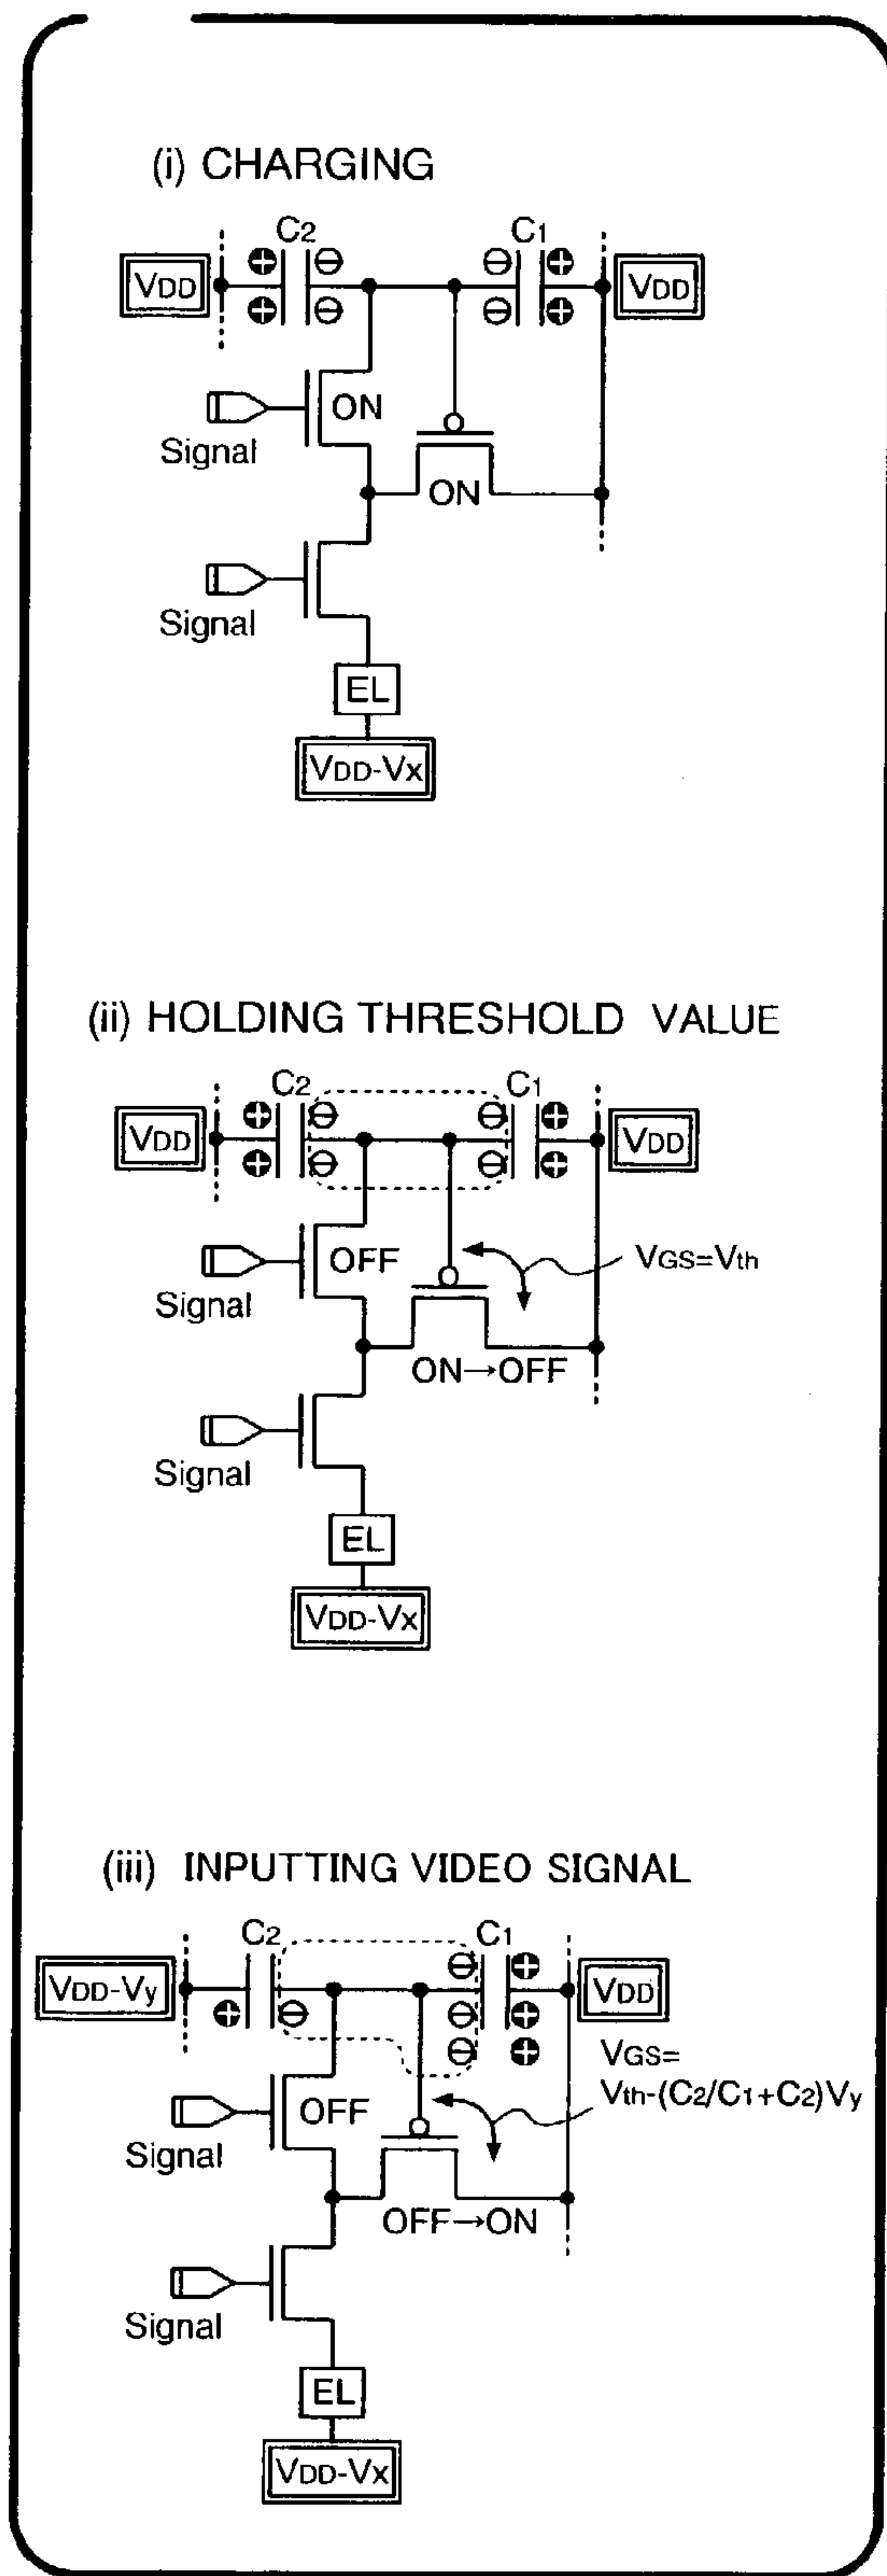 (i) CHARGING
C2 C1
VDD VDD
ON
Signal
ON
Signal
EL
VDD-VX
(ii) HOLDING THRESHOLD VALUE
C2 C1
VDD VDD
OFF
VGS=Vth
Signal
ON→OFF
Signal
EL
VDD-VX
(iii) INPUTTING VIDEO SIGNAL
C2 C1
VDD-Vy VDD
VGS=
Vth-(C2/C1+C2)Vy
OFF
Signal
OFF→ON
Signal
EL
VDD-VX